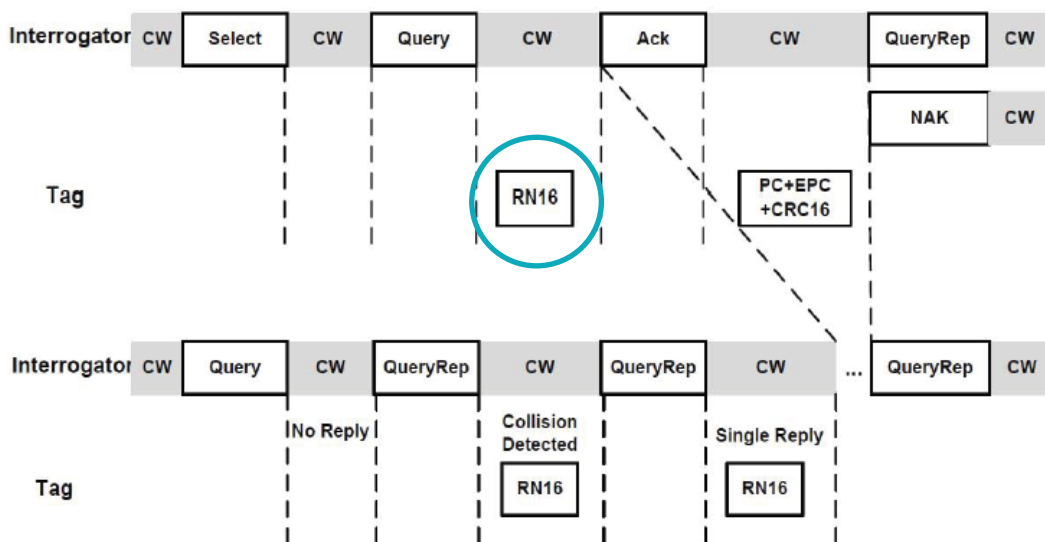 Interrogator CW Select CW Query CW Ack CW QueryRep CW
NAK CW
Tag RN16 PC+EPC
+CRC16
Interrogator CW Query CW QueryRep CW QueryRep CW ... QueryRep CW
No Reply Collision
Detected Single Reply
Tag RN16 RN16